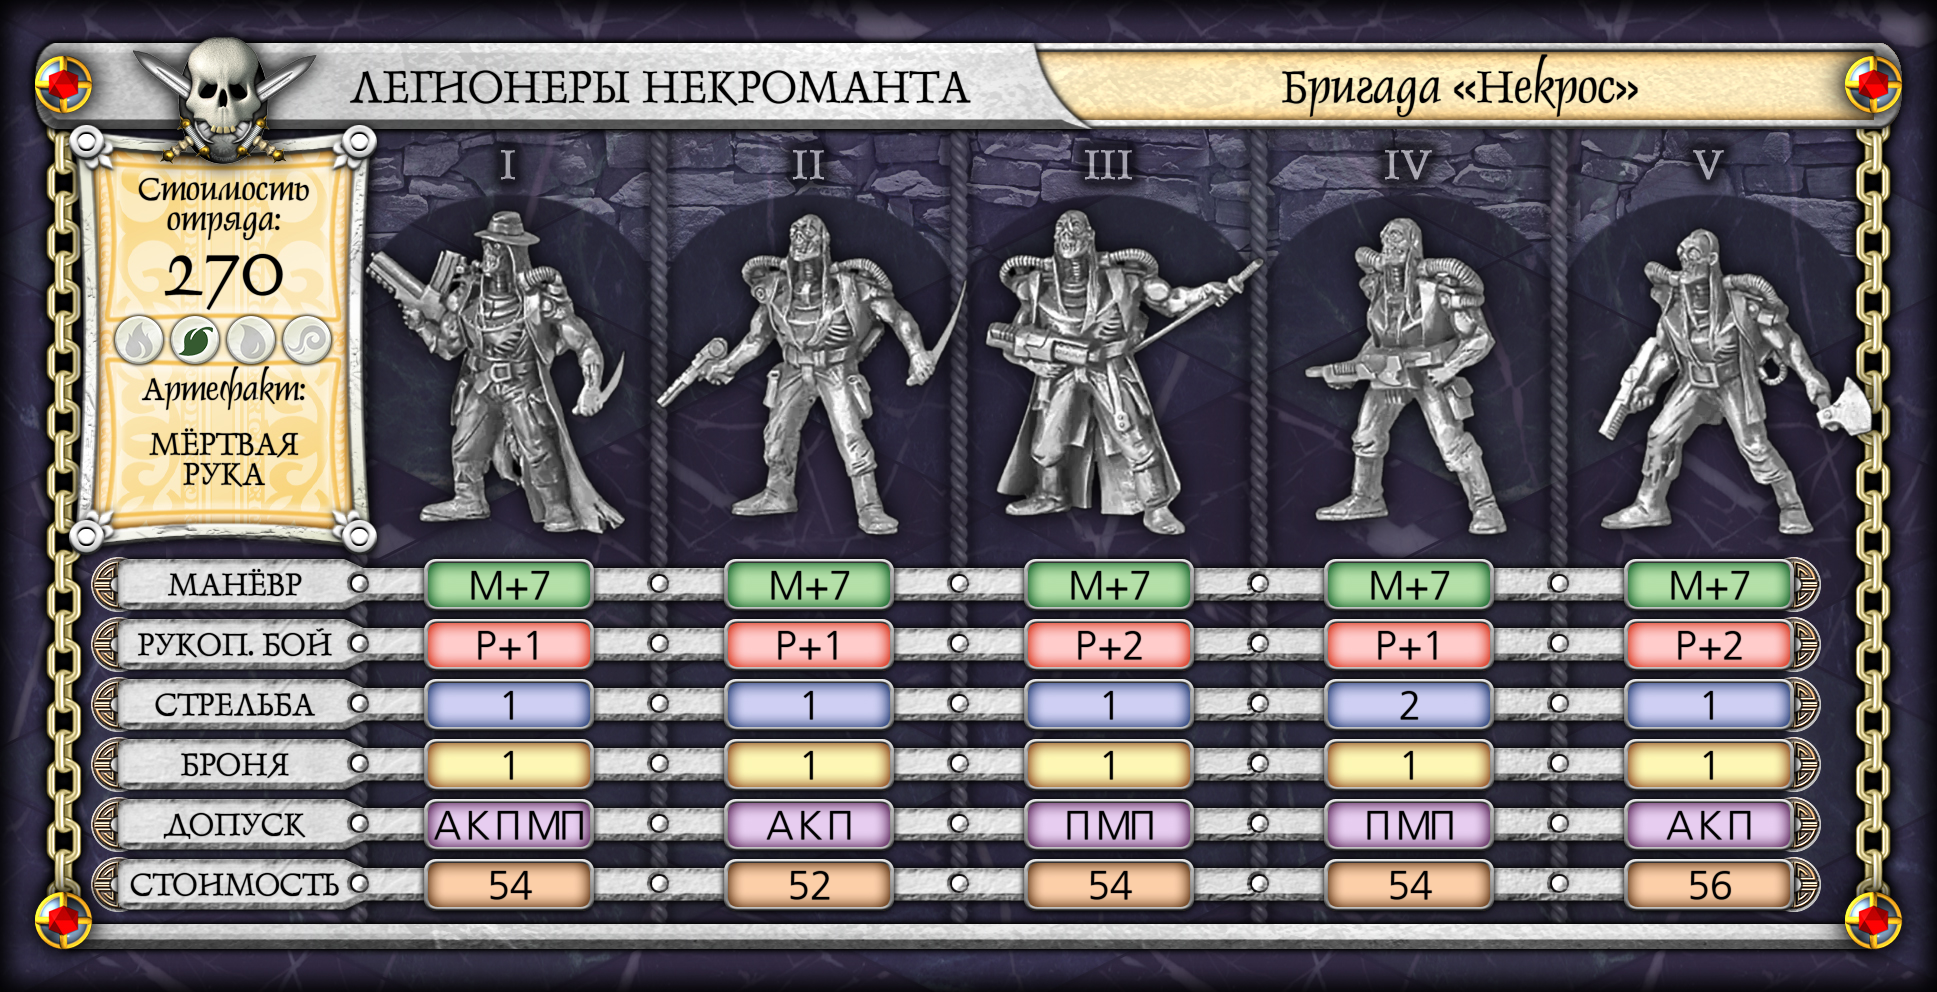 ЛЕГИОНЕРЫ НЕКРОМАНТА
Бригада «Некрос»
Стоимость
отряда:
270
Артефакт:
МЁРТВАЯ
РУКА
I II III IV V
МАНЁВР М+7 М+7 М+7 М+7 М+7
РУКОП. БОЙ Р+1 Р+1 Р+2 Р+1 Р+2
СТРЕЛЬБА 1 1 1 2 1
БРОНЯ 1 1 1 1 1
ДОПУСК АКПМП АКП ПМП ПМП АКП
СТОИМОСТЬ 54 52 54 54 56